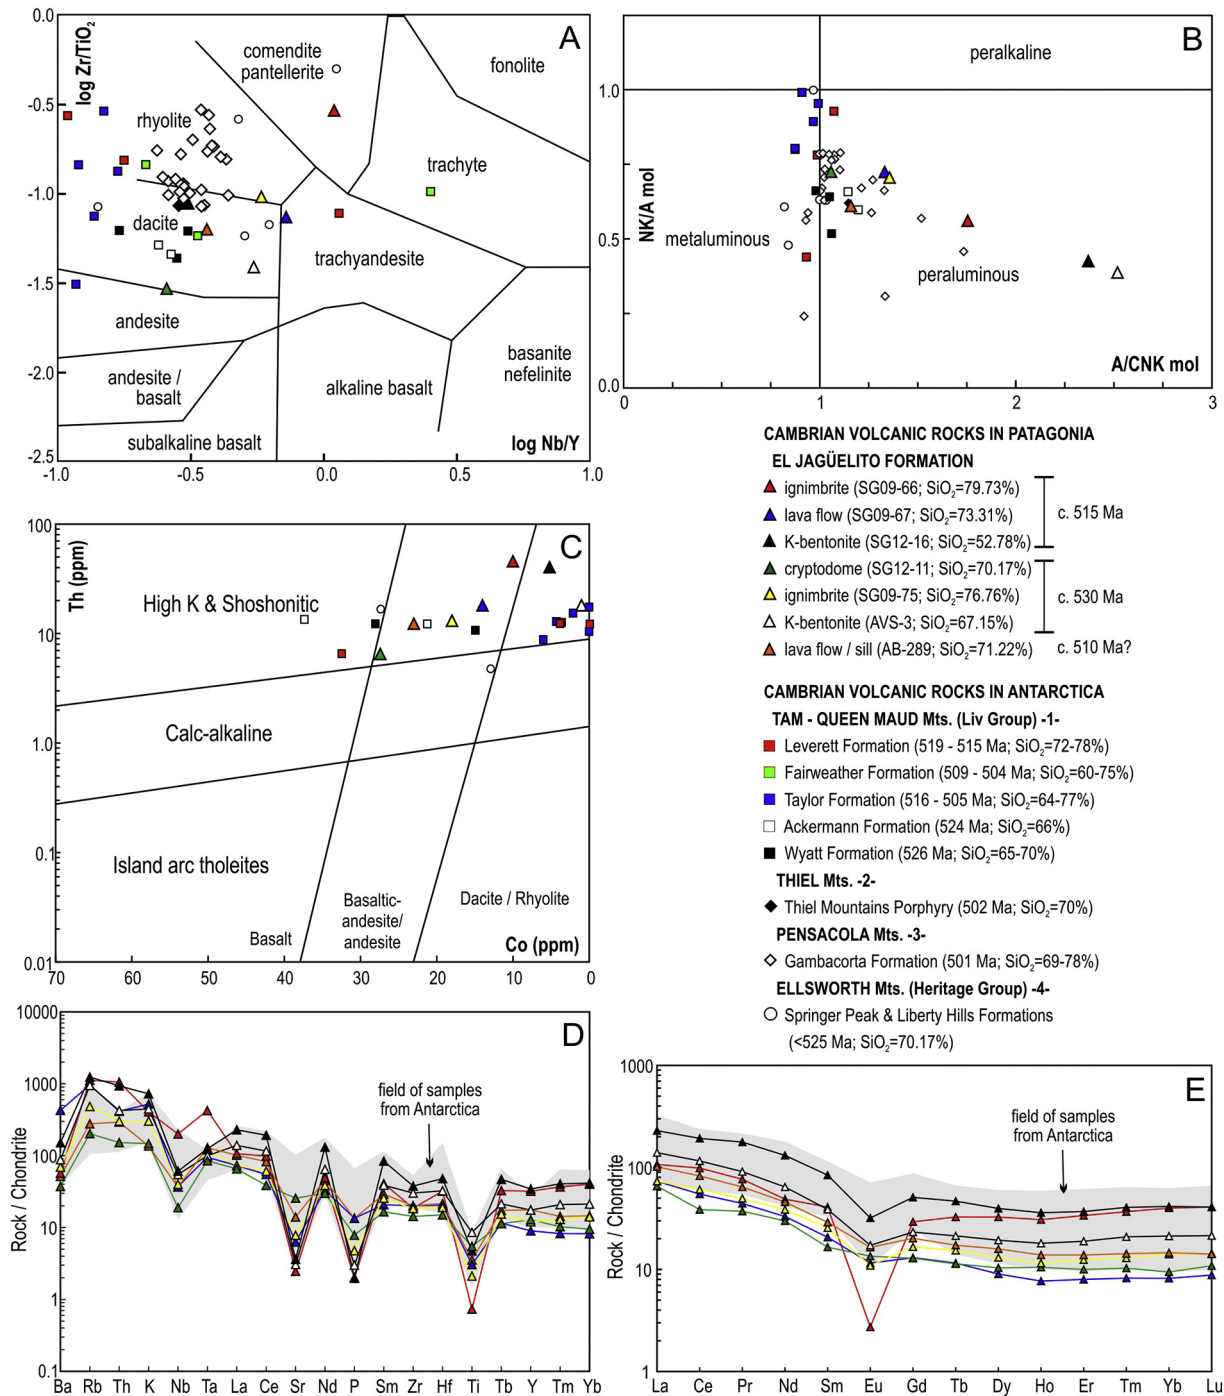 A
log Zr/TiO2
0.0
-0.5
-1.0
-1.5
-2.0
-2.5
comendite
pantellerite
fonolite
rhyolite
trachyte
dacite
trachyandesite
andesite
andesite /
basalt
alkaline basalt
basanite
nefelinite
subalkaline basalt
log Nb/Y
-1.0
-0.5
0.0
0.5
1.0
B
NK/A mol
1.0
0.5
0.0
peralkaline
metaluminous
peraluminous
A/CNK mol
0
1
2
3
CAMBRIAN VOLCANIC ROCKS IN PATAGONIA
EL JAGÜELITO FORMATION
ignimbrite (SG09-66; SiO2=79.73%)
lava flow (SG09-67; SiO2=73.31%)
c. 515 Ma
K-bentonite (SG12-16; SiO2=52.78%)
cryptodome (SG12-11; SiO2=70.17%)
ignimbrite (SG09-75; SiO2=76.76%)
c. 530 Ma
K-bentonite (AVS-3; SiO2=67.15%)
lava flow / sill (AB-289; SiO2=71.22%)
c. 510 Ma?
CAMBRIAN VOLCANIC ROCKS IN ANTARCTICA
TAM - QUEEN MAUD Mts. (Liv Group) -1-
Leverett Formation (519 - 515 Ma; SiO2=72-78%)
Fairweather Formation (509 - 504 Ma; SiO2=60-75%)
Taylor Formation (516 - 505 Ma; SiO2=64-77%)
Ackermann Formation (524 Ma; SiO2=66%)
Wyatt Formation (526 Ma; SiO2=65-70%)
THIEL Mts. -2-
Thiel Mountains Porphyry (502 Ma; SiO2=70%)
PENSACOLA Mts. -3-
Gambacorta Formation (501 Ma; SiO2=69-78%)
ELLSWORTH Mts. (Heritage Group) -4-
Springer Peak & Liberty Hills Formations
(<525 Ma; SiO2=70.17%)
C
Th (ppm)
100
10
1.0
0.1
0.01
High K & Shoshonitic
Calc-alkaline
Island arc tholeites
Basalt
Basaltic-
andesite/
andesite
Dacite / Rhyolite
Co (ppm)
70
60
50
40
30
20
10
0
D
Rock / Chondrite
10000
1000
100
10
1
0.1
field of samples
from Antarctica
Ba Rb Th K Nb Ta La Ce Sr Nd P Sm Zr Hf Ti Tb Y Tm Yb
E
Rock / Chondrite
1000
100
10
1
field of samples
from Antarctica
La Ce Pr Nd Sm Eu Gd Tb Dy Ho Er Tm Yb Lu